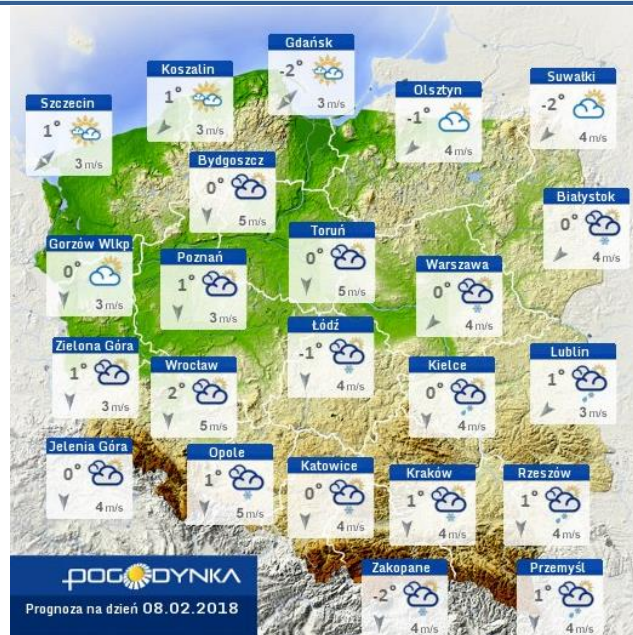 Gdańsk
-2°
3 m/s
Koszalin
1°
3 m/s
Suwałki
-2°
4 m/s
Olsztyn
-1°
4 m/s
Szczecin
1°
3 m/s
Bydgoszcz
0°
5 m/s
Białystok
0°
4 m/s
Toruń
0°
5 m/s
Gorzów Wlkp
0°
3 m/s
Poznań
1°
3 m/s
Warszawa
0°
4 m/s
Łódź
-1°
4 m/s
Zielona Góra
1°
3 m/s
Wrocław
2°
5 m/s
Kielce
0°
4 m/s
Lublin
1°
3 m/s
Jelenia Góra
0°
4 m/s
Opole
1°
5 m/s
Katowice
0°
4 m/s
Kraków
1°
4 m/s
Rzeszów
1°
4 m/s
Zakopane
-2°
4 m/s
Przemyśl
1°
4 m/s
POGODYNKA
Prognoza na dzień 08.02.2018